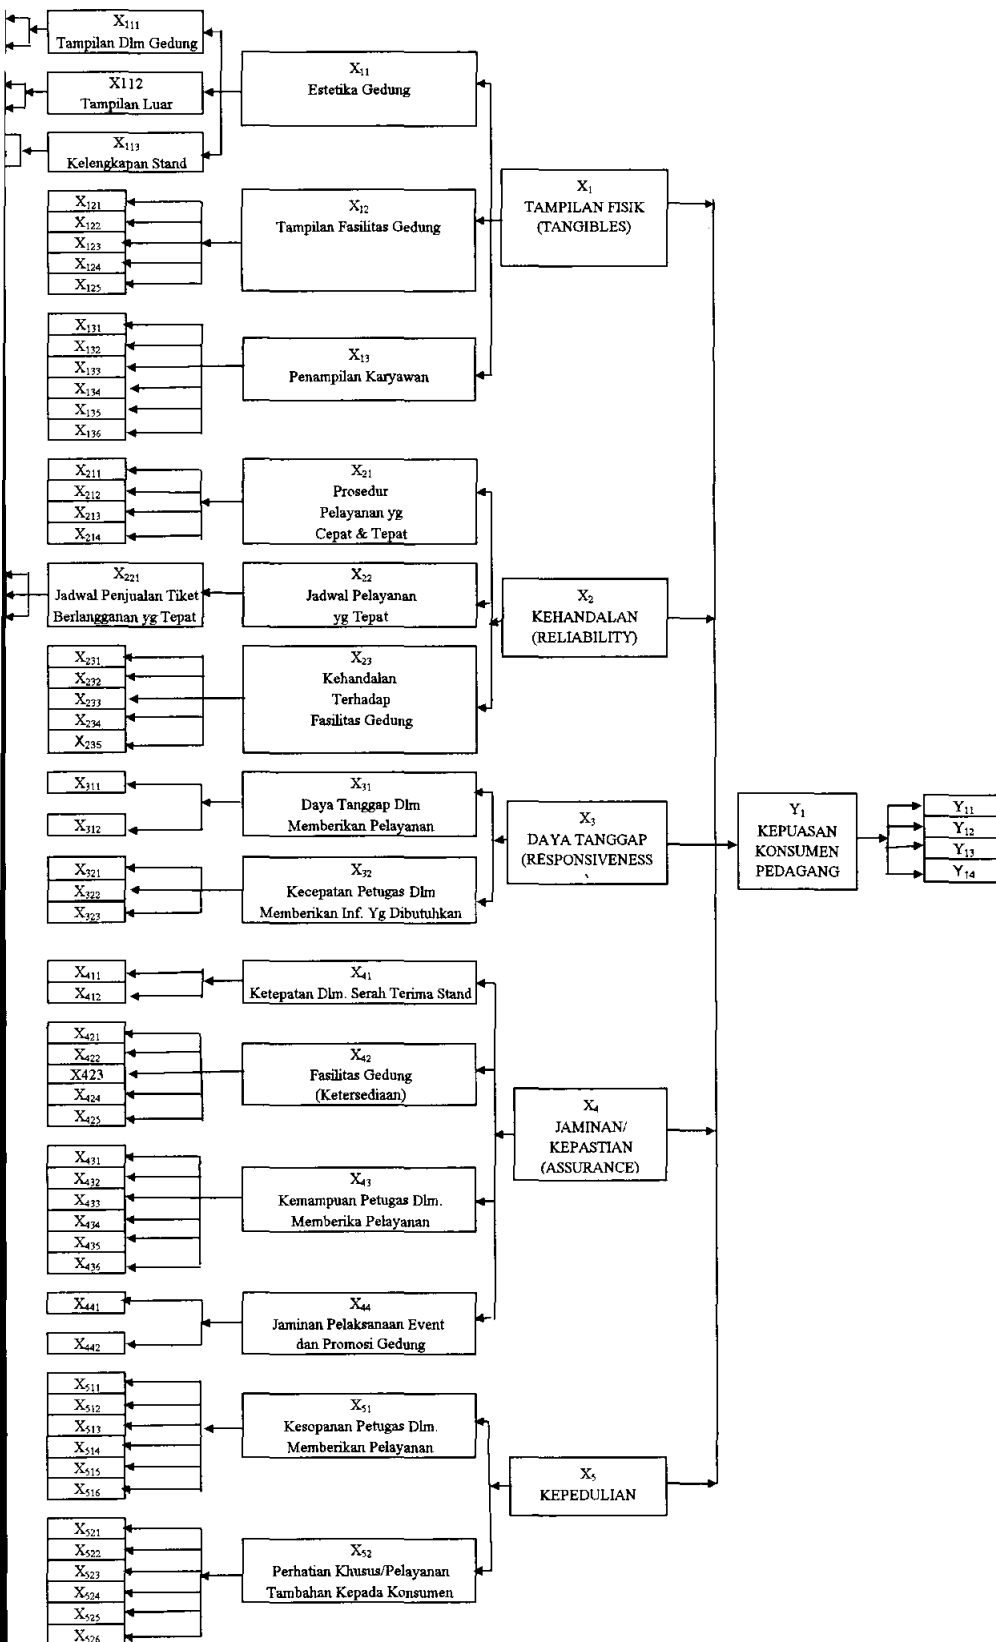 X111
Tampilan Dlm Gedung
X112
Tampilan Luar
X113
Kelengkapan Stand
X11
Estetika Gedung
X121
X122
X123
X124
X125
X12
Tampilan Fasilitas Gedung
X131
X132
X133
X134
X135
X136
X13
Penampilan Karyawan
X1
TAMPILAN FISIK
(TANGIBLES)
X211
X212
X213
X214
X21
Prosedur
Pelayanan yg
Cepat & Tepat
X221
Jadwal Penjualan Tiket
Berlangganan yg Tepat
X22
Jadwal Pelayanan
yg Tepat
X231
X232
X233
X234
X235
X23
Kehandalan
Terhadap
Fasilitas Gedung
X2
KEHANDALAN
(RELIABILITY)
X311
X312
X31
Daya Tanggap Dlm
Memberikan Pelayanan
X321
X322
X323
X32
Kecepatan Petugas Dlm
Memberikan Inf. Yg Dibutuhkan
X3
DAYA TANGGAP
(RESPONSIVENESS
Y1
KEPUASAN
KONSUMEN
PEDAGANG
Y11
Y12
Y13
Y14
X411
X412
X41
Ketepatan Dlm. Serah Terima Stand
X421
X422
X423
X424
X425
X42
Fasilitas Gedung
(Ketersediaan)
X431
X432
X433
X434
X435
X436
X43
Kemampuan Petugas Dlm.
Memberika Pelayanan
X441
X442
X44
Jaminan Pelaksanaan Event
dan Promosi Gedung
X4
JAMINAN/
KEPASTIAN
(ASSURANCE)
X511
X512
X513
X514
X515
X516
X51
Kesopanan Petugas Dlm.
Memberikan Pelayanan
X521
X522
X523
X524
X525
X526
X52
Perhatian Khusus/Pelayanan
Tambahan Kepada Konsumen
X5
KEPEDULIAN